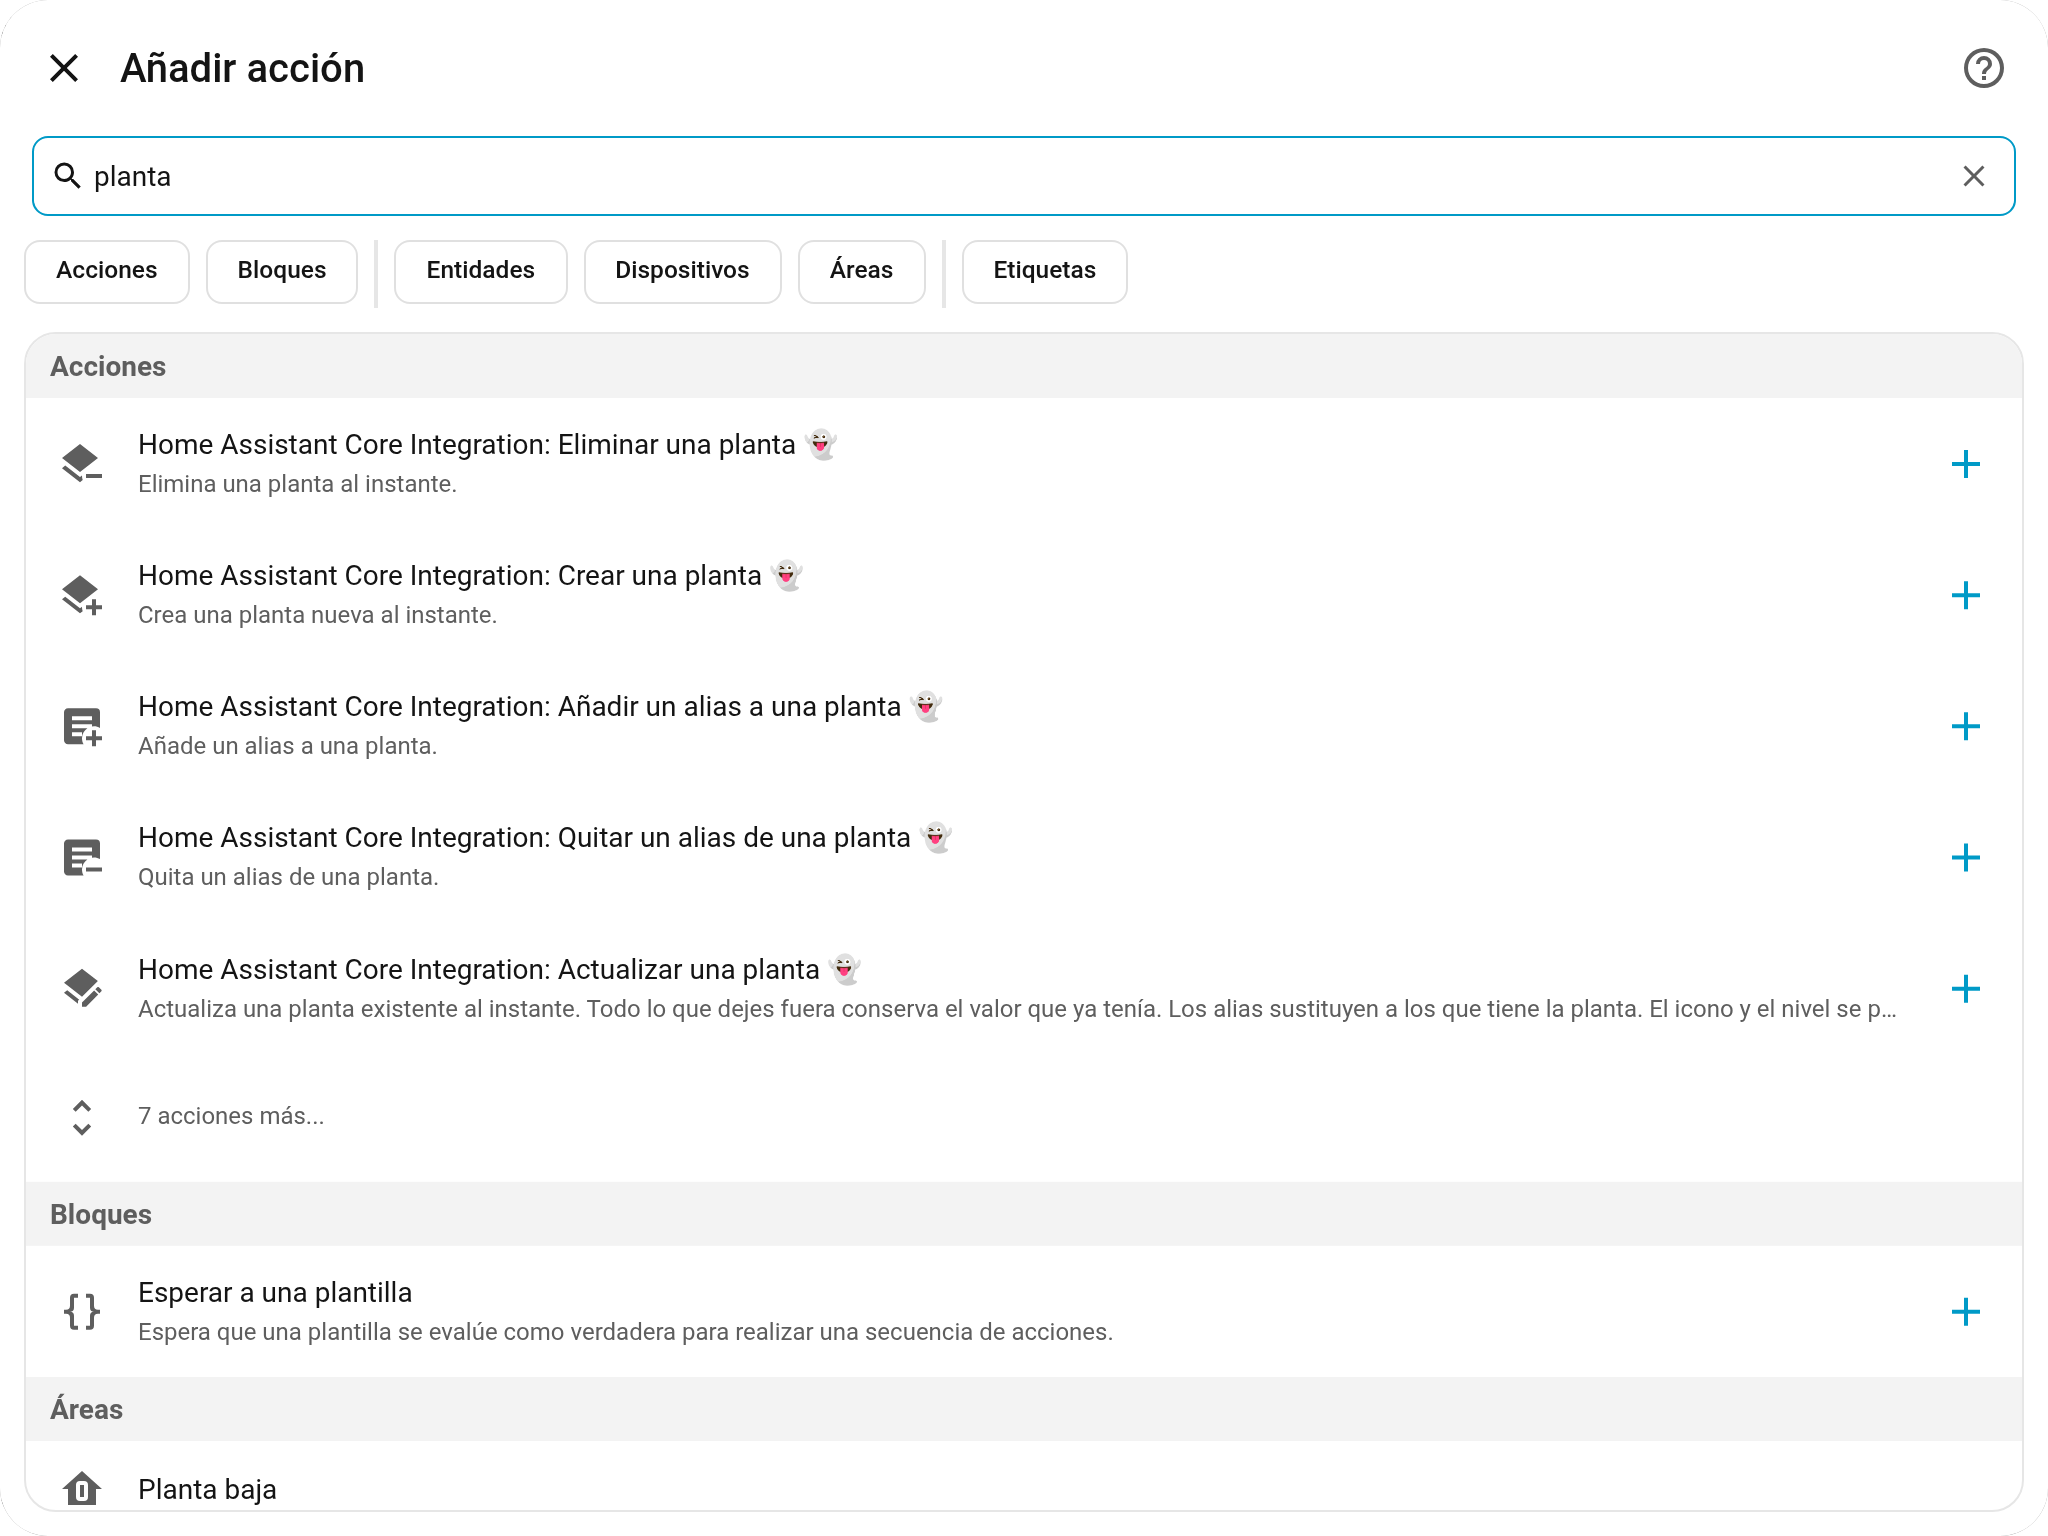 Añadir acción
planta
Acciones
Bloques
Entidades
Dispositivos
Áreas
Etiquetas
Acciones
Home Assistant Core Integration: Eliminar una planta 👻
Elimina una planta al instante.
Home Assistant Core Integration: Crear una planta 👻
Crea una planta nueva al instante.
Home Assistant Core Integration: Añadir un alias a una planta 👻
Añade un alias a una planta.
Home Assistant Core Integration: Quitar un alias de una planta 👻
Quita un alias de una planta.
Home Assistant Core Integration: Actualizar una planta 👻
Actualiza una planta existente al instante. Todo lo que dejes fuera conserva el valor que ya tenía. Los alias sustituyen a los que tiene la planta. El icono y el nivel se p...
7 acciones más...
Bloques
Esperar a una plantilla
Espera que una plantilla se evalúe como verdadera para realizar una secuencia de acciones.
Áreas
Planta baja